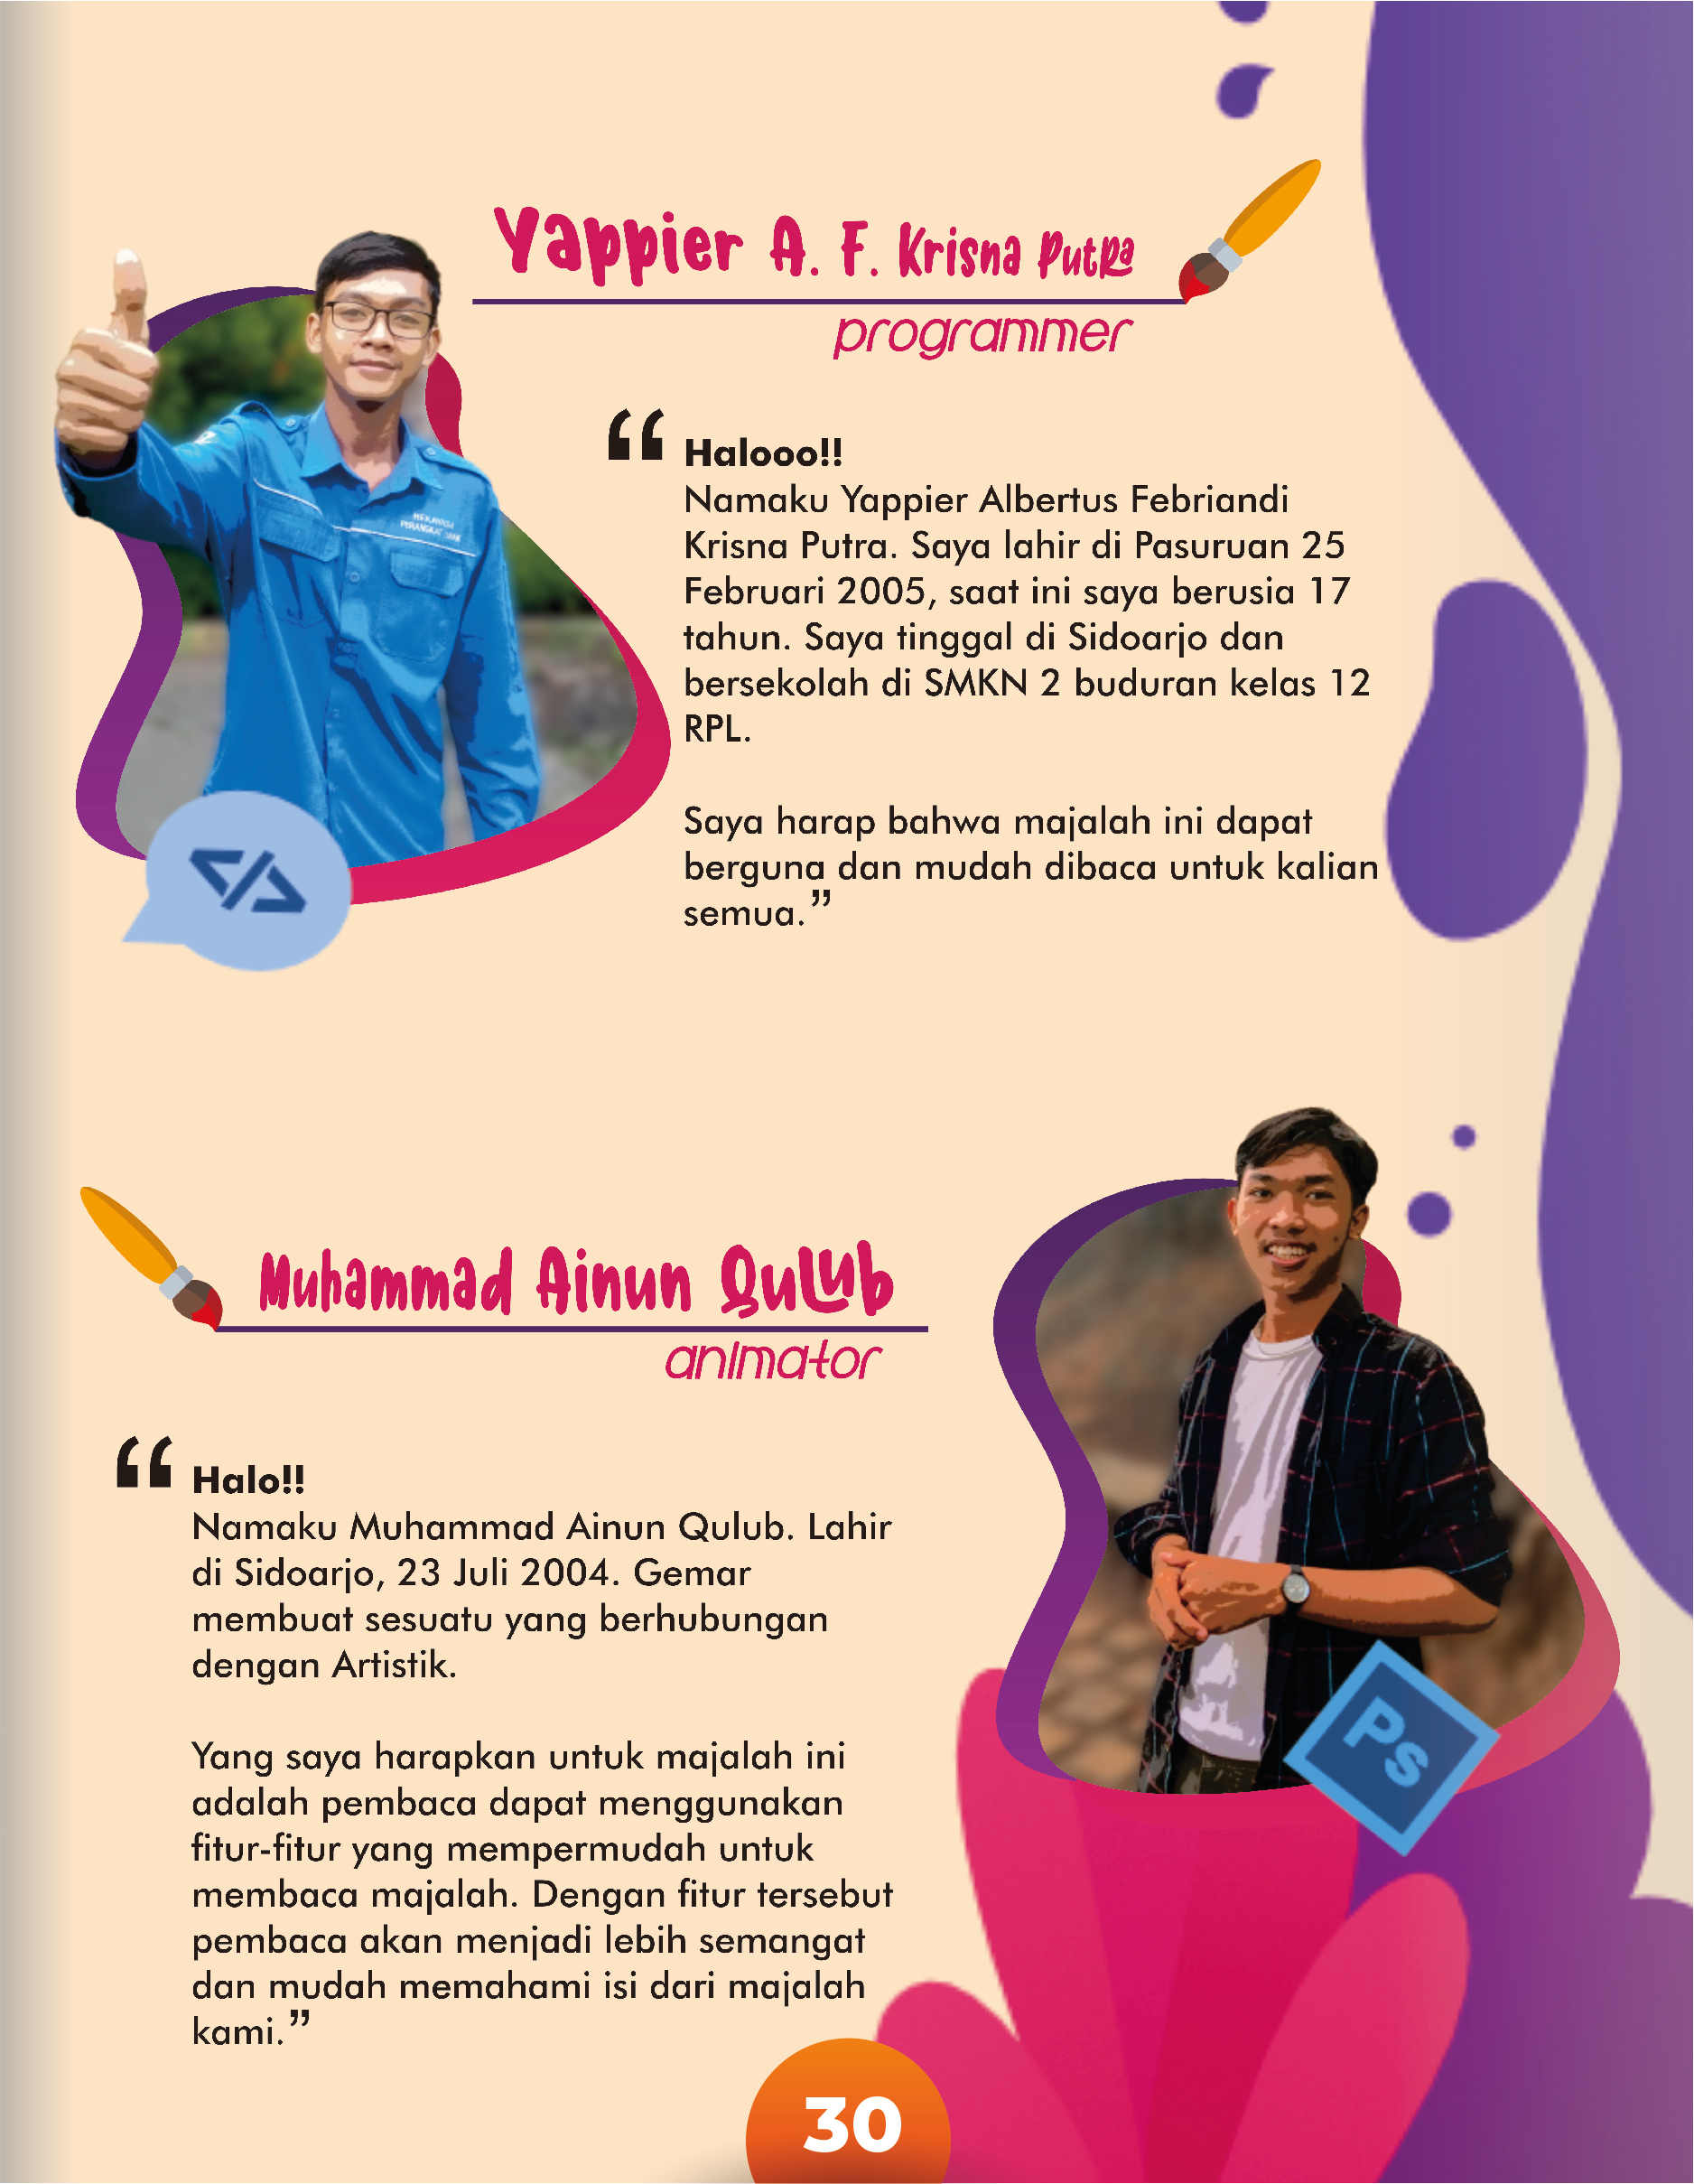 Yappier A. F. Krisna Putra
programmer
“ Halooo!!
Namaku Yappier Albertus Febriandi
Krisna Putra. Saya lahir di Pasuruan 25
Februari 2005, saat ini saya berusia 17
tahun. Saya tinggal di Sidoarjo dan
bersekolah di SMKN 2 buduran kelas 12
RPL.
Saya harap bahwa majalah ini dapat
berguna dan mudah dibaca untuk kalian
semua.”
REKAYASA
PERANGKAT LUNAK
</>
Muhammad Ainun Qulub
animator
“ Halo!!
Namaku Muhammad Ainun Qulub. Lahir
di Sidoarjo, 23 Juli 2004. Gemar
membuat sesuatu yang berhubungan
dengan Artistik.
Yang saya harapkan untuk majalah ini
adalah pembaca dapat menggunakan
fitur-fitur yang mempermudah untuk
membaca majalah. Dengan fitur tersebut
pembaca akan menjadi lebih semangat
dan mudah memahami isi dari majalah
kami.”
Ps
30